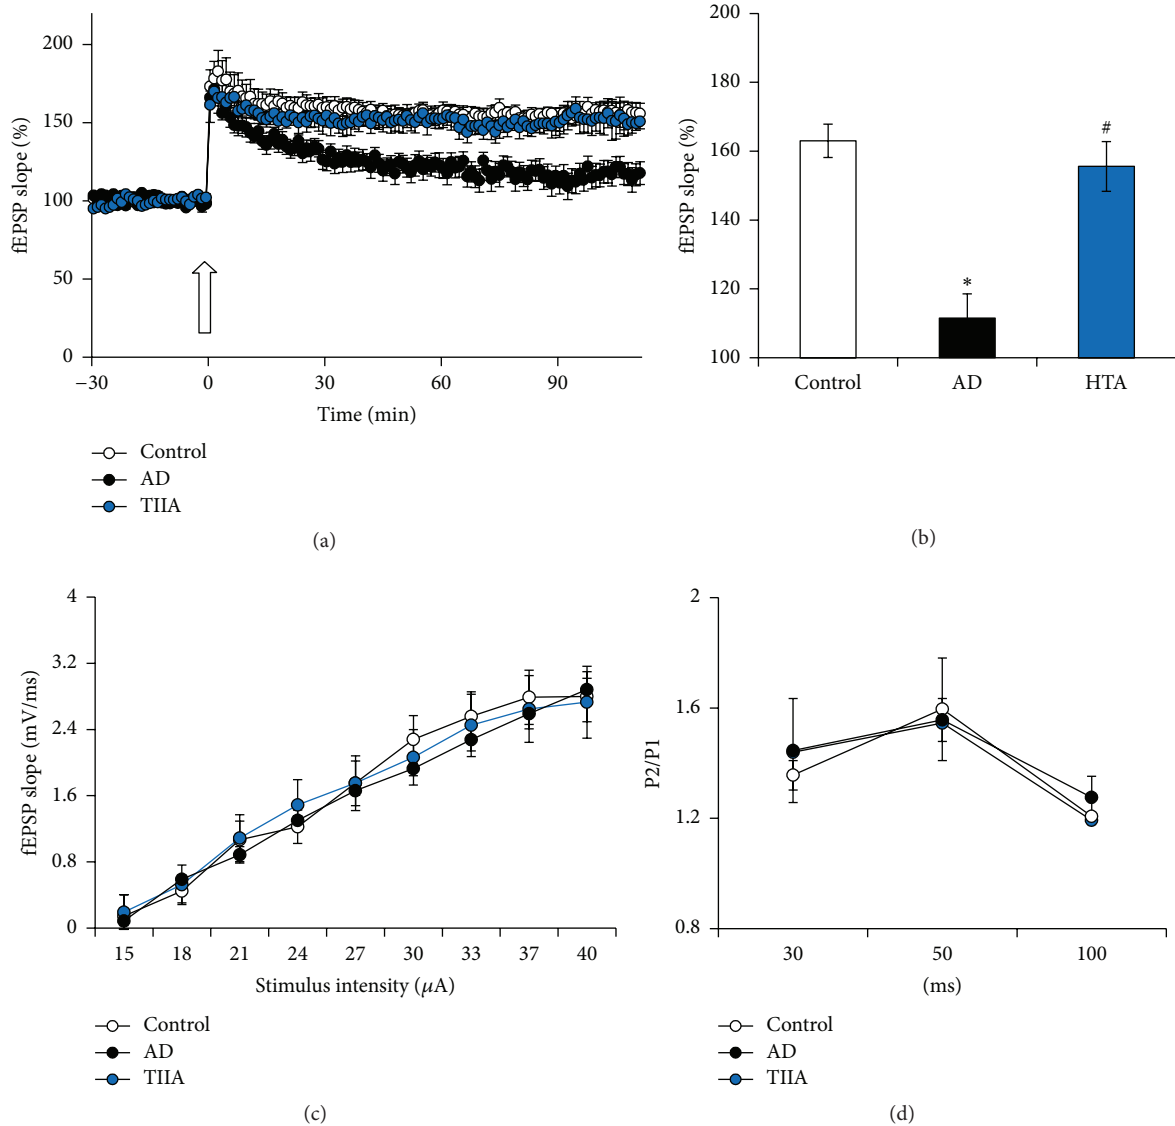 200
150
100
50
0
fEPSP slope (%)
−30 0 30 60 90
Time (min)
Control
AD
TIIA
(a)
200
180
160
140
120
100
fEPSP slope (%)
*
#
Control AD HTA
(b)
4
3.2
2.4
1.6
0.8
0
fEPSP slope (mV/ms)
15 18 21 24 27 30 33 37 40
Stimulus intensity (μA)
Control
AD
TIIA
(c)
2
1.6
1.2
0.8
P2/P1
30 50 100
(ms)
Control
AD
TIIA
(d)